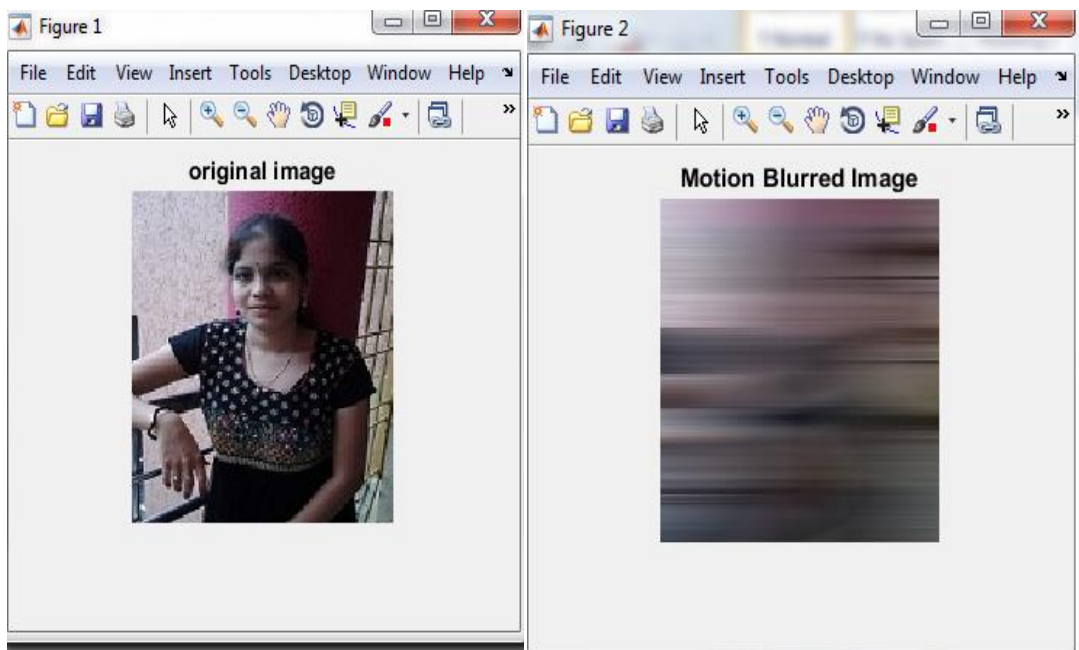 Figure 1
File Edit View Insert Tools Desktop Window Help
original image
Figure 2
File Edit View Insert Tools Desktop Window Help
Motion Blurred Image